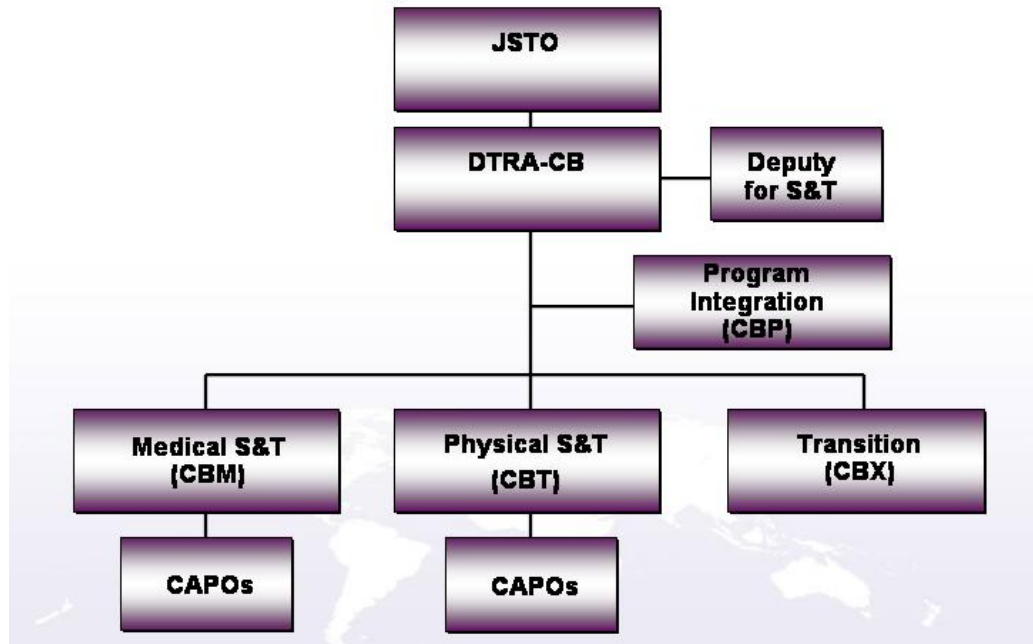 JSTO
DTRA-CB
Deputy
for S&T
Program
Integration
(CBP)
Medical S&T
(CBM)
Physical S&T
(CBT)
Transition
(CBX)
CAPOs
CAPOs